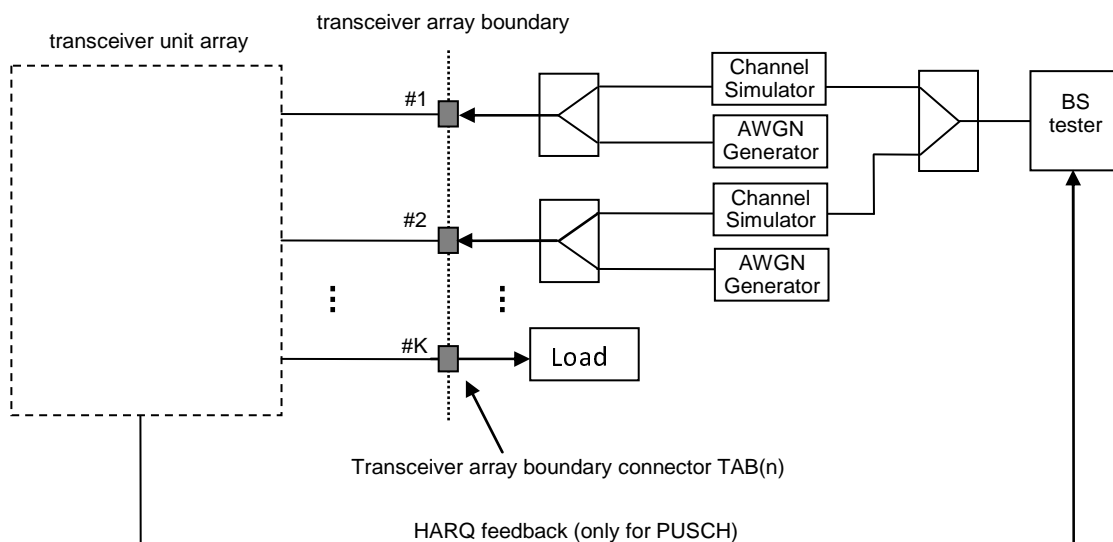 transceiver array boundary
transceiver unit array
#1
Channel
Simulator
AWGN
Generator
BS
tester
#2
Channel
Simulator
AWGN
Generator
#K
Load
Transceiver array boundary connector TAB(n)
HARQ feedback (only for PUSCH)